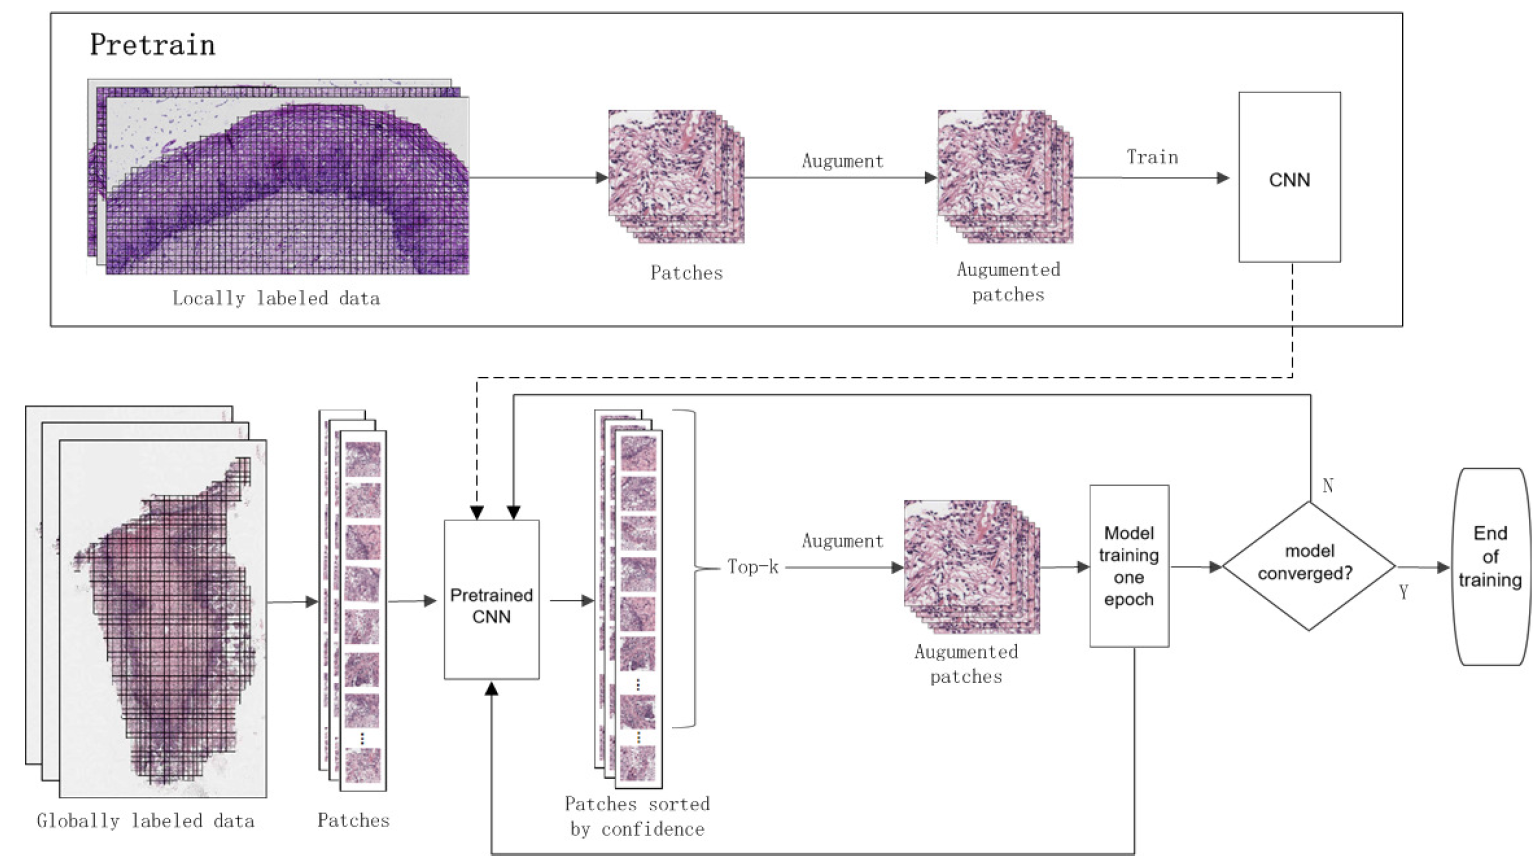 Pretrain
Augument
Train
CNN
Patches
Augumented
patches
Locally labeled data
N
Model
training
one
epoch
model
converged?
End
of
training
Augument
Top-k
Pretrained
CNN
Y
Augumented
patches
Patches sorted
by confidence
Globally labeled data
Patches